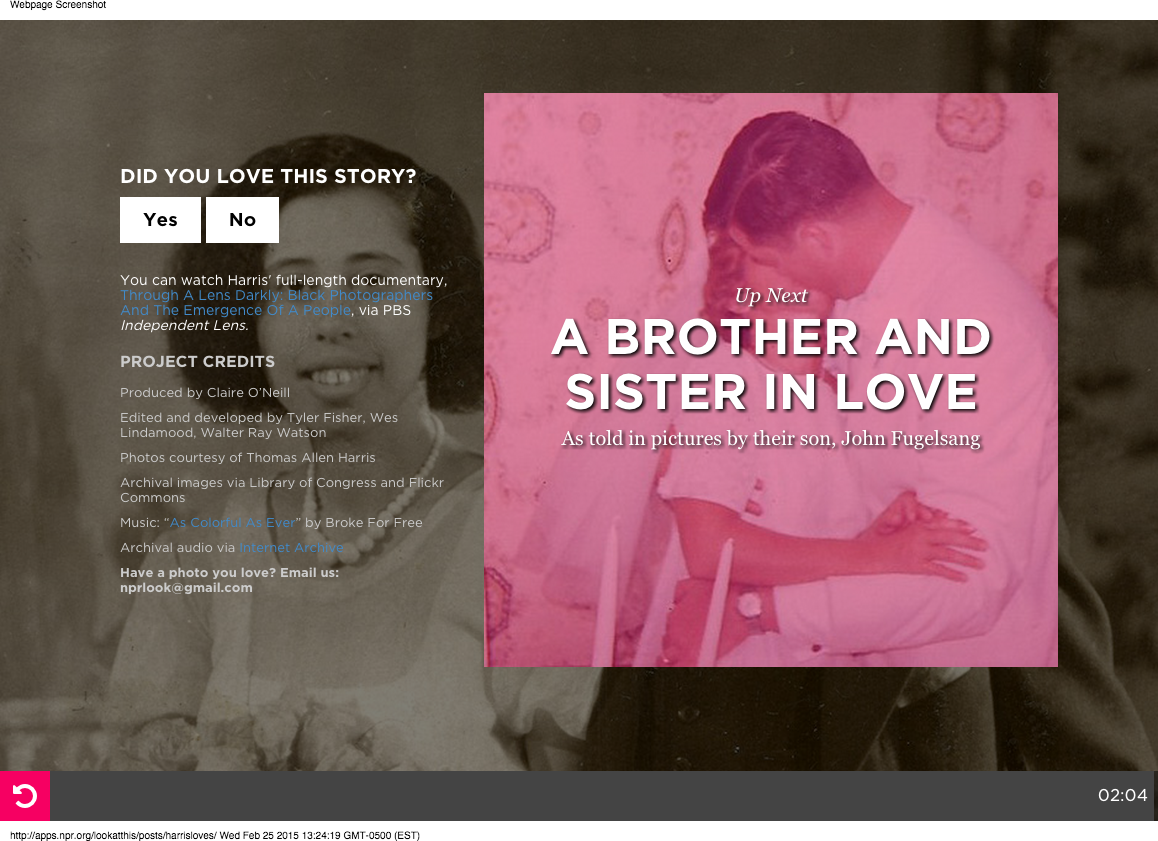 Webpage Screenshot
DID YOU LOVE THIS STORY?
Yes No
You can watch Harris' full-length documentary,
Through A Lens Darkly: Black Photographers
And The Emergence Of A People, via PBS
Independent Lens.
PROJECT CREDITS
Produced by Claire O’Neill
Edited and developed by Tyler Fisher, Wes
Lindamood, Walter Ray Watson
Photos courtesy of Thomas Allen Harris
Archival images via Library of Congress and Flickr
Commons
Music: “As Colorful As Ever” by Broke For Free
Archival audio via Internet Archive
Have a photo you love? Email us:
nprlook@gmail.com
Up Next
A BROTHER AND
SISTER IN LOVE
As told in pictures by their son, John Fugelsang
02:04
http://apps.npr.org/lookatthis/posts/harrisloves/ Wed Feb 25 2015 13:24:19 GMT-0500 (EST)